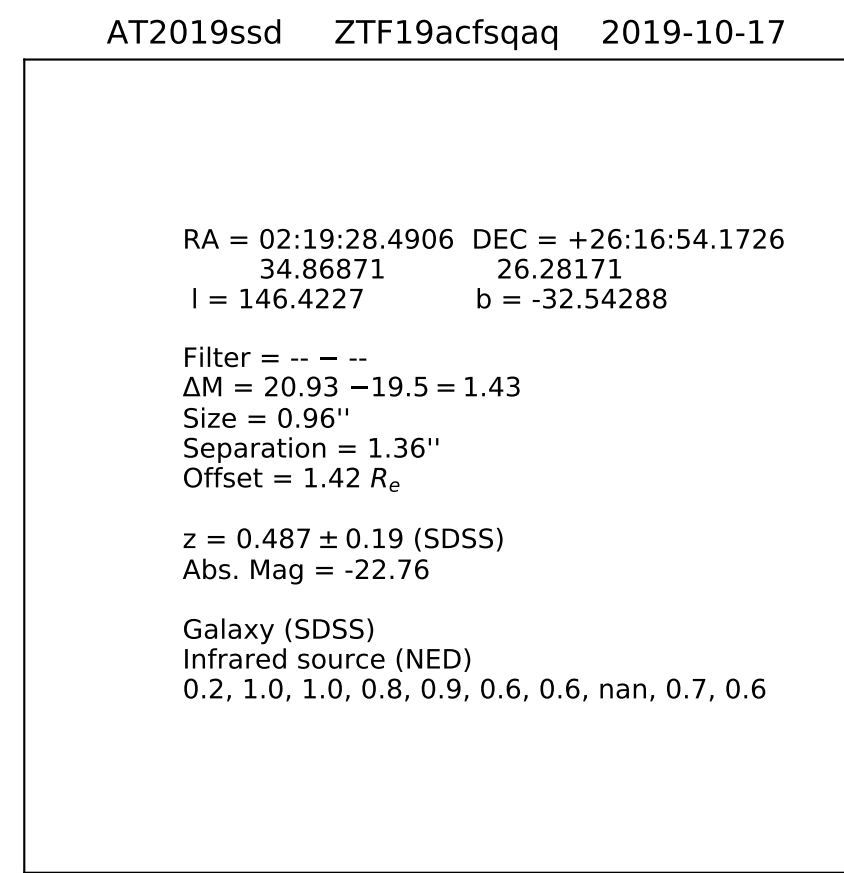 AT2019ssd ZTF19acfsqaq 2019-10-17
RA = 02:19:28.4906 DEC = +26:16:54.1726
34.86871 26.28171
l = 146.4227 b = -32.54288
Filter = -- − --
ΔM = 20.93 −19.5 = 1.43
Size = 0.96''
Separation = 1.36''
Offset = 1.42 Rₑ
z = 0.487 ± 0.19 (SDSS)
Abs. Mag = -22.76
Galaxy (SDSS)
Infrared source (NED)
0.2, 1.0, 1.0, 0.8, 0.9, 0.6, 0.6, nan, 0.7, 0.6